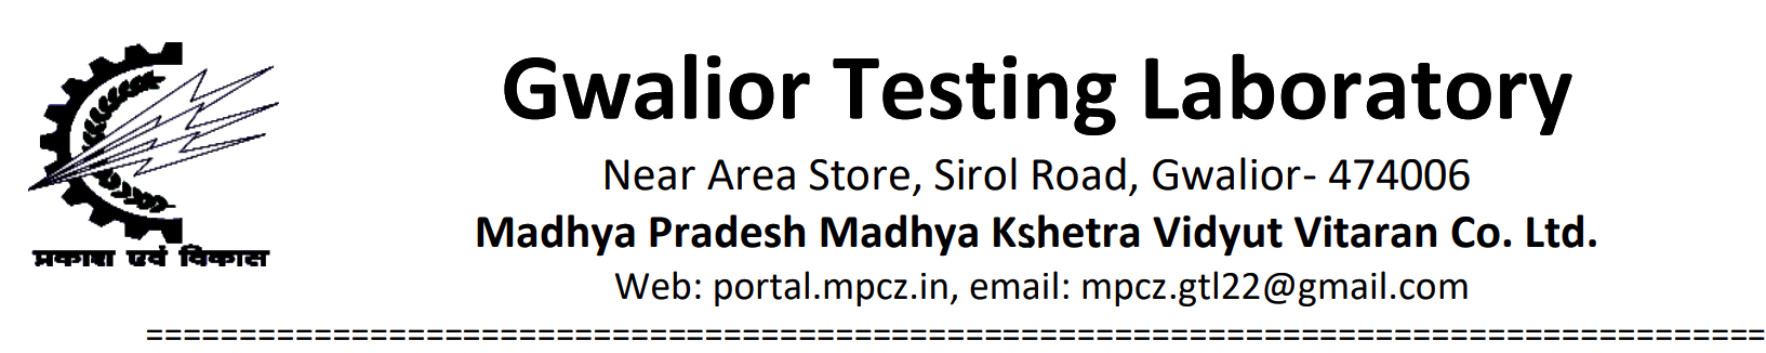 Gwalior Testing Laboratory
Near Area Store, Sirol Road, Gwalior- 474006
Madhya Pradesh Madhya Kshetra Vidyut Vitaran Co. Ltd.
प्रकाश एवं विकास
Web: portal.mpcz.in, email: mpcz.gtl22@gmail.com
=======================================================================================